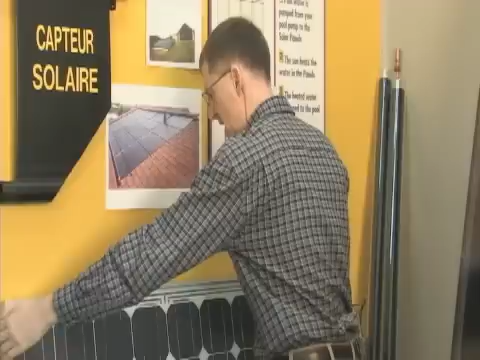 CAPTEUR
SOLAIRE
water is
pumped from your
pool pump to the
Solar Panels
The sun heats the
water in the Panels
The heated water
to the pool